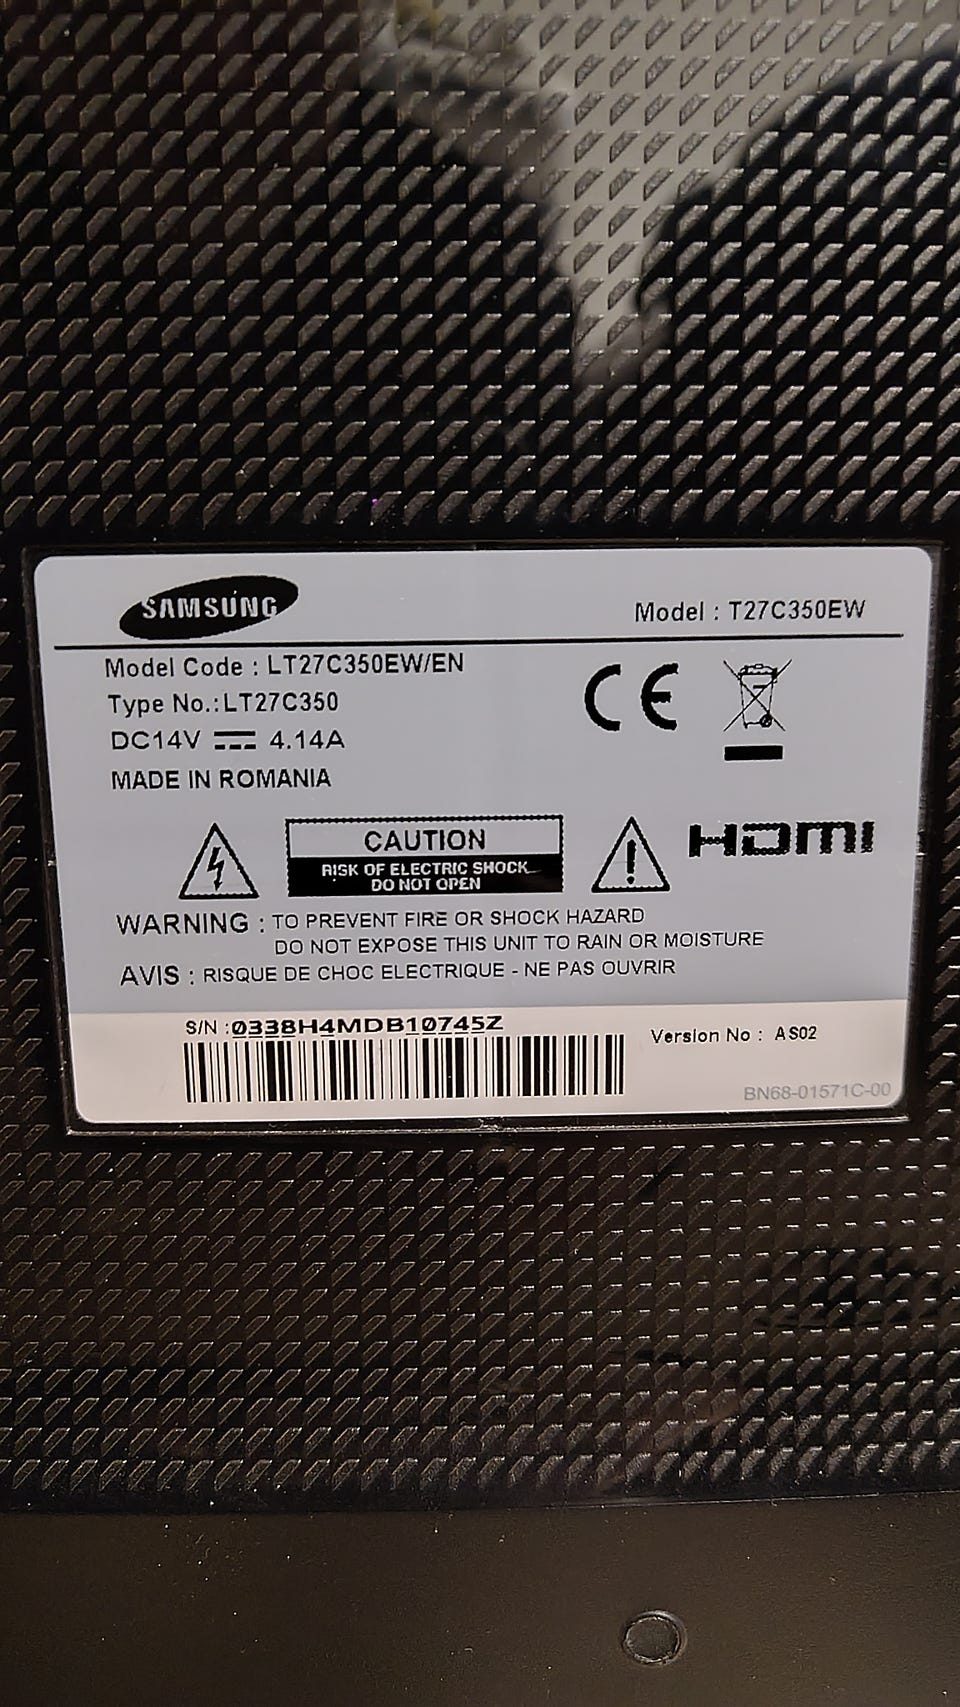 SAMSUNG
Model : T27C350EW
Model Code : LT27C350EW/EN
Type No.:LT27C350
DC14V ⎓ 4.14A
MADE IN ROMANIA
CE
CAUTION
RISK OF ELECTRIC SHOCK
DO NOT OPEN
HDMI
WARNING : TO PREVENT FIRE OR SHOCK HAZARD
DO NOT EXPOSE THIS UNIT TO RAIN OR MOISTURE
AVIS : RISQUE DE CHOC ELECTRIQUE - NE PAS OUVRIR
S/N :0338H4MDB10745Z
Version No : AS02
BN68-01571C-00